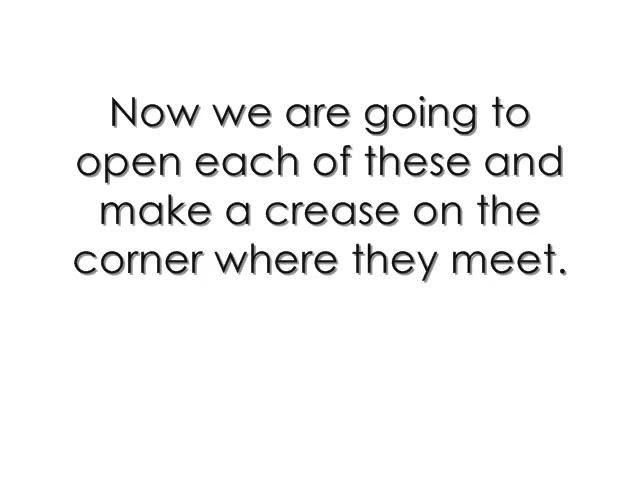 Now we are going to
open each of these and
make a crease on the
corner where they meet.